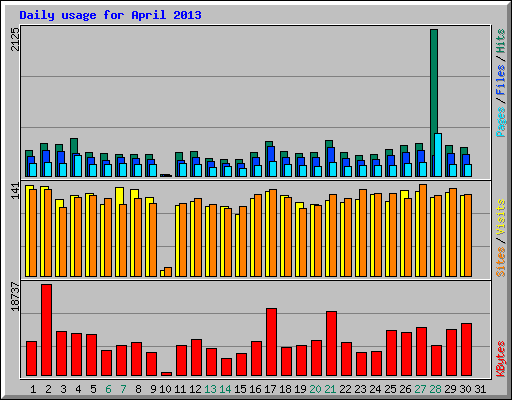 Daily usage for April 2013
2125
141
18737
Pages / Files / Hits
Sites / Visits
KBytes
1 2 3 4 5 6 7 8 9 10 11 12 13 14 15 16 17 18 19 20 21 22 23 24 25 26 27 28 29 30 31